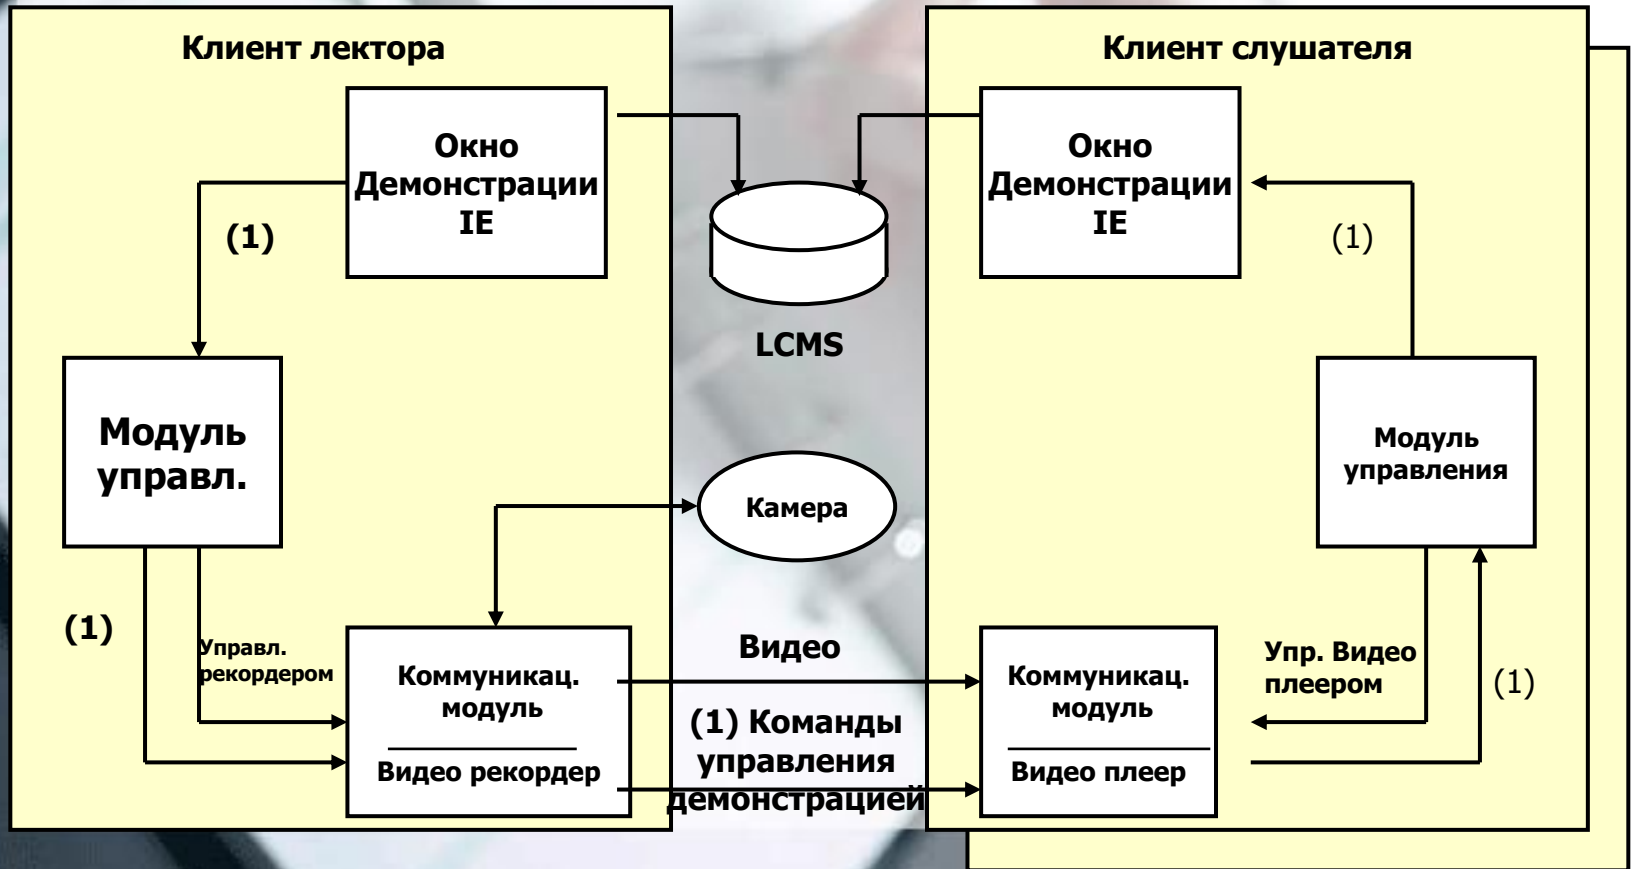 Клиент лектора
Клиент слушателя
Окно
Демонстрации
IE
(1)
Окно
Демонстрации
IE
(1)
LCMS
Модуль
управл.
Модуль
управления
Камера
(1)
Управл.
рекордером
Коммуникац.
модуль
Видео рекордер
Видео
(1) Команды
управления
демонстрацией
Коммуникац.
модуль
Видео плеер
Упр. Видео
плеером
(1)